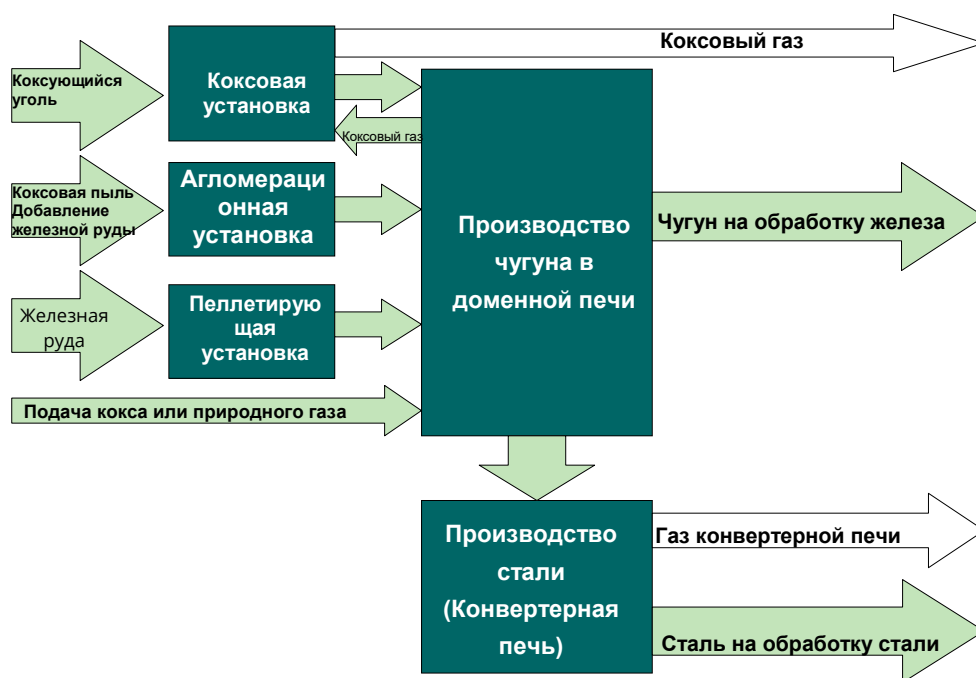 Коксовый газ
Коксующийся
уголь
Коксовая
установка
Коксовый газ
Коксовая пыль
Добавление
железной руды
Агломераци
онная
установка
Производство
чугуна в
доменной печи
Чугун на обработку железа
Железная
руда
Пеллетирую
щая
установка
Подача кокса или природного газа
Производство
стали
(Конвертерная
печь)
Газ конвертерной печи
Сталь на обработку стали